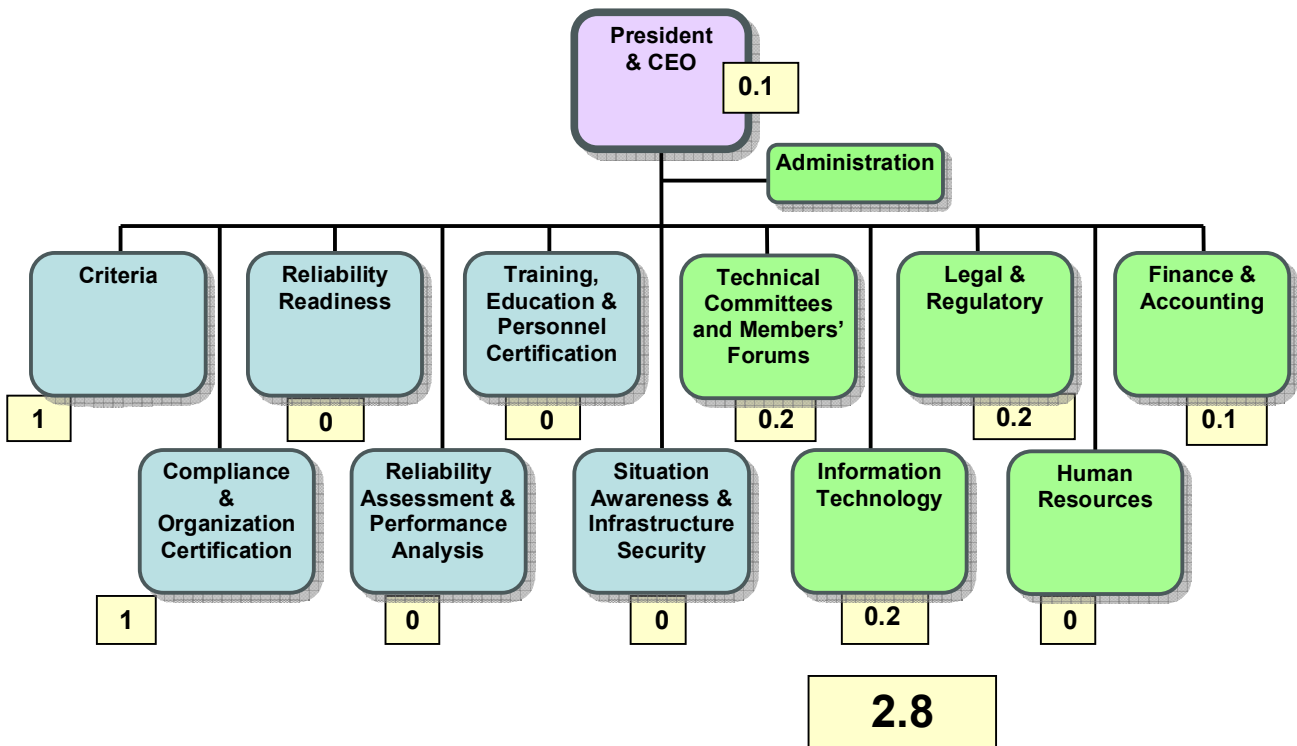 President
& CEO
0.1
Administration
Criteria
1
Reliability
Readiness
0
Training,
Education &
Personnel
Certification
0
Technical
Committees
and Members’
Forums
0.2
Legal &
Regulatory
0.2
Finance &
Accounting
0.1
Compliance
&
Organization
Certification
1
Reliability
Assessment &
Performance
Analysis
0
Situation
Awareness &
Infrastructure
Security
0
Information
Technology
0.2
Human
Resources
0
2.8